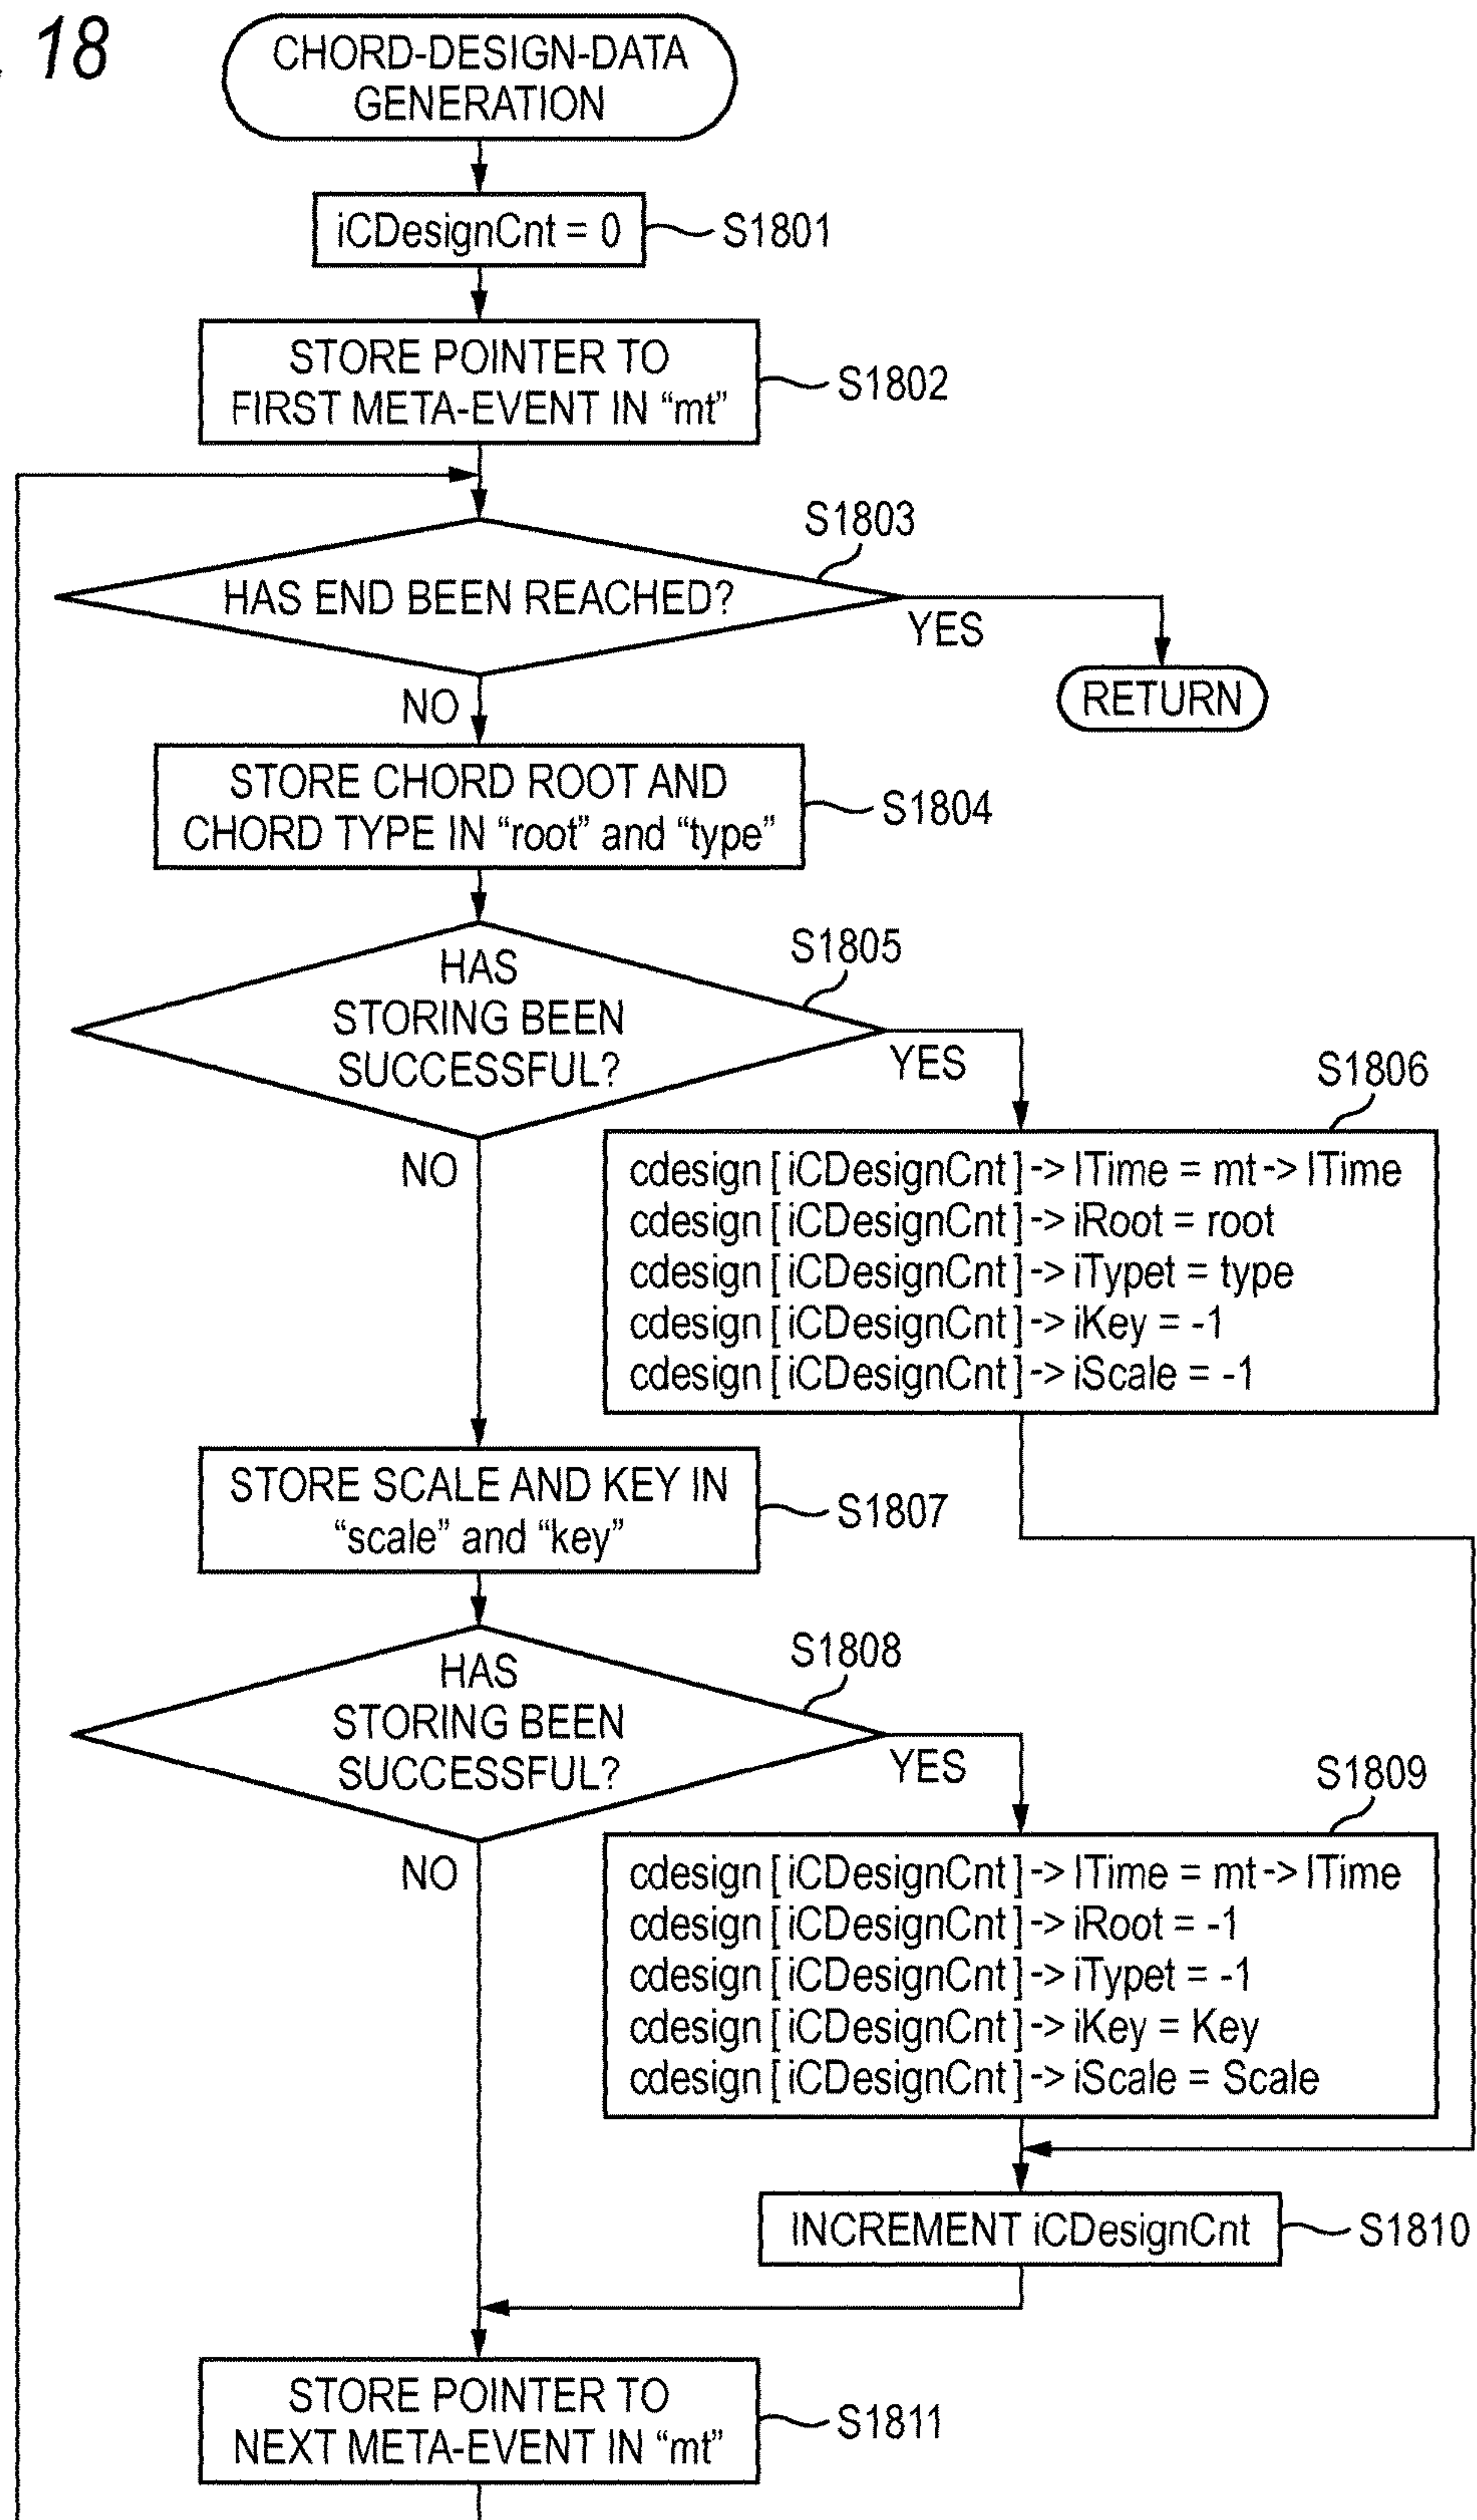 . 18
CHORD-DESIGN-DATA
GENERATION
iCDesignCnt = 0
S1801
STORE POINTER TO
FIRST META-EVENT IN “mt”
S1802
S1803
HAS END BEEN REACHED?
YES
RETURN
NO
STORE CHORD ROOT AND
CHORD TYPE IN “root” and “type”
S1804
S1805
HAS
STORING BEEN
SUCCESSFUL?
YES
NO
S1806
cdesign [ iCDesignCnt ] -> lTime = mt -> lTime
cdesign [ iCDesignCnt ] -> iRoot = root
cdesign [ iCDesignCnt ] -> iTypet = type
cdesign [ iCDesignCnt ] -> iKey = -1
cdesign [ iCDesignCnt ] -> iScale = -1
STORE SCALE AND KEY IN
“scale” and “key”
S1807
S1808
HAS
STORING BEEN
SUCCESSFUL?
YES
NO
S1809
cdesign [ iCDesignCnt ] -> lTime = mt -> lTime
cdesign [ iCDesignCnt ] -> iRoot = -1
cdesign [ iCDesignCnt ] -> iTypet = -1
cdesign [ iCDesignCnt ] -> iKey = Key
cdesign [ iCDesignCnt ] -> iScale = Scale
INCREMENT iCDesignCnt
S1810
STORE POINTER TO
NEXT META-EVENT IN “mt”
S1811